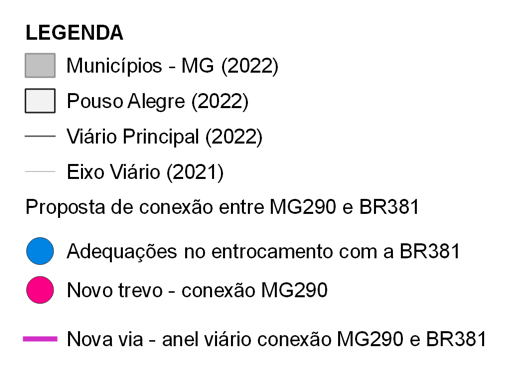 LEGENDA
Municípios - MG (2022)
Pouso Alegre (2022)
Viário Principal (2022)
Eixo Viário (2021)
Proposta de conexão entre MG290 e BR381
Adequações no entrocamento com a BR381
Novo trevo - conexão MG290
Nova via - anel viário conexão MG290 e BR381